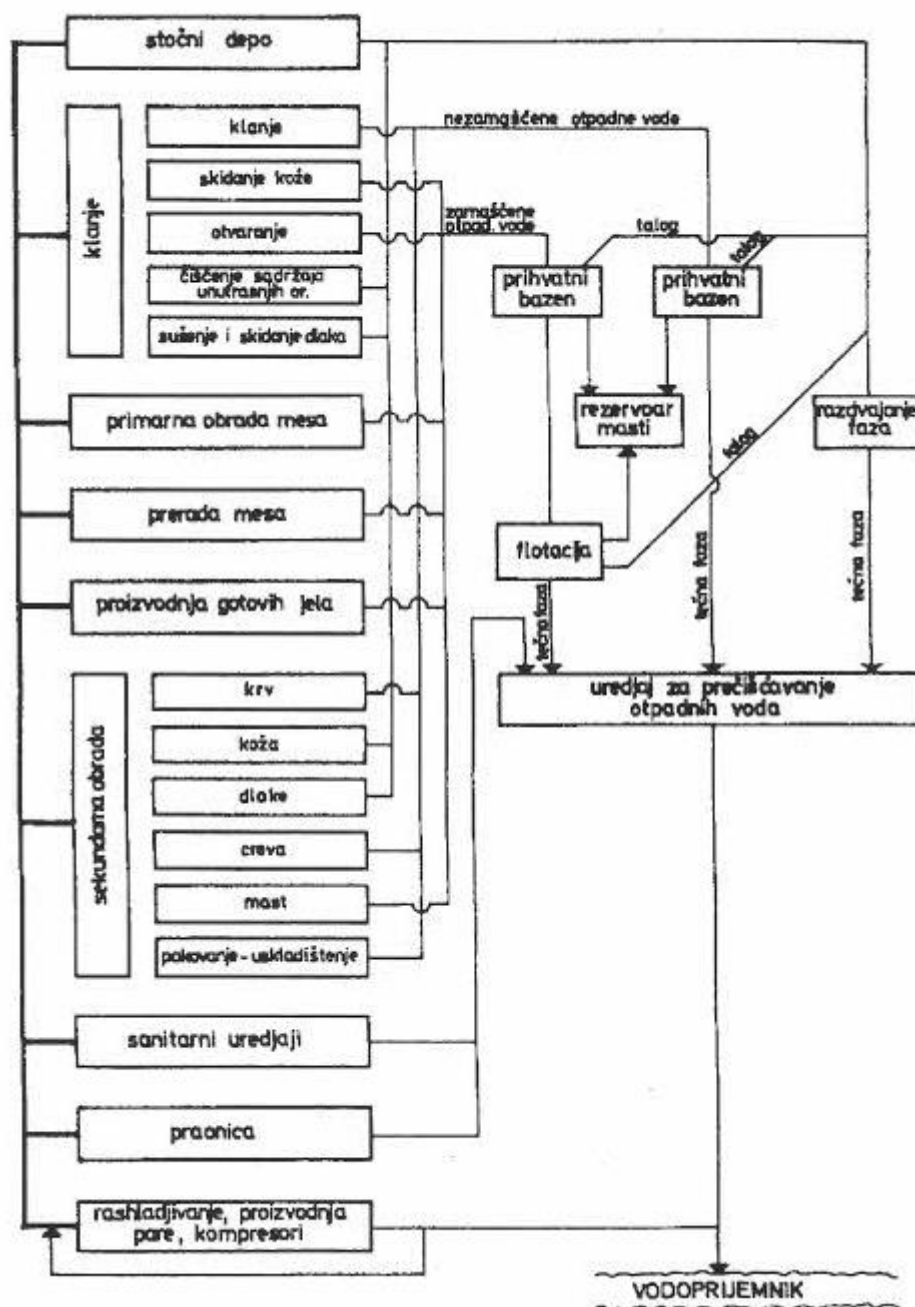 stočni depo
klanje
klanje
skidanje kože
otvaranje
čišćenje sadržaja
unutrašnjih or.
sušenje i skidanje dlaka
nezamašćene otpadne vode
zamašćene
otpad. vode
talog
talog
prihvatni
bazen
prihvatni
bazen
rezervoar
masti
razdvajanje
faza
talog
primarna obrada mesa
prerada mesa
flotacija
tečna faza
tečna faza
tečna faza
proizvodnja gotovih jela
uredjaj za prečišćavanje
otpadnih voda
sekundarna obrada
krv
koža
dlake
creva
mast
pakovanje-uskladištenje
sanitarni uredjaji
praonica
rashladjivanje, proizvodnja
pare, kompresori
VODOPRIJEMNIK